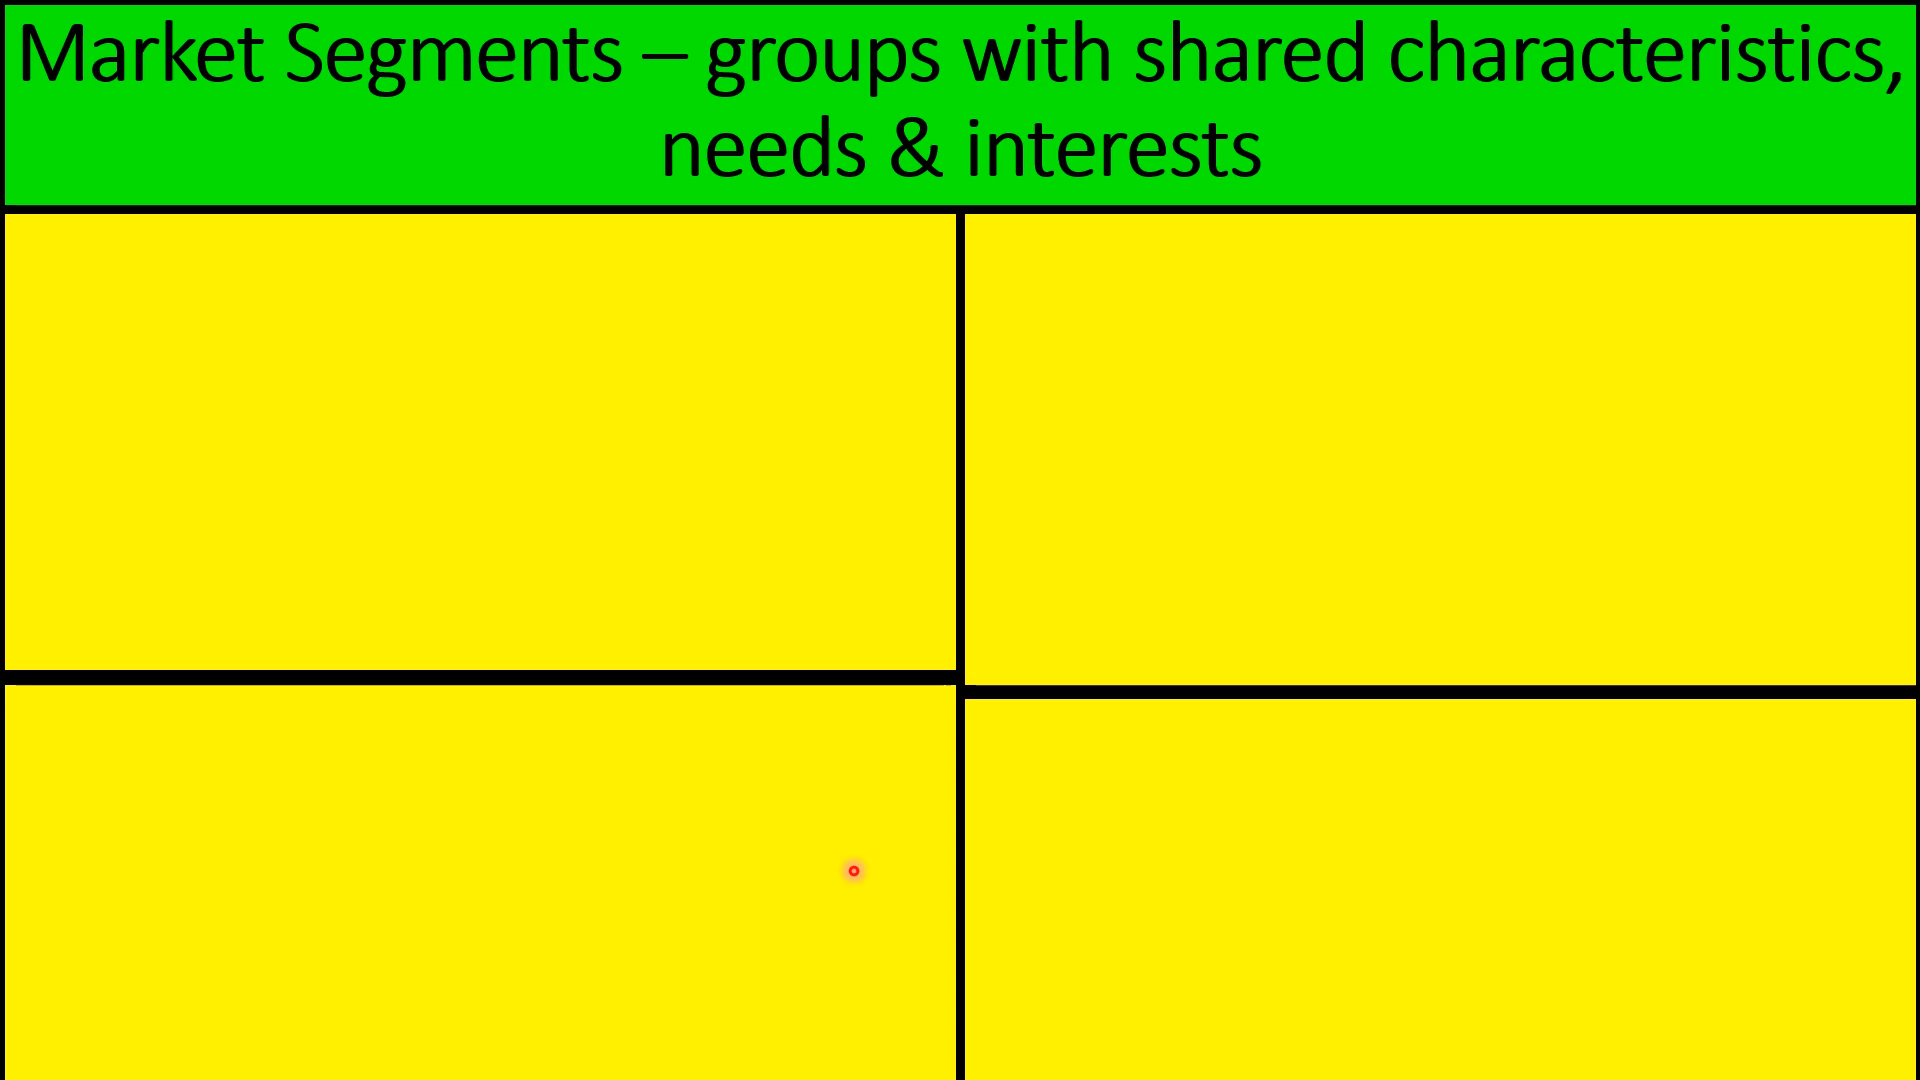 Market Segments – groups with shared characteristics,
needs & interests